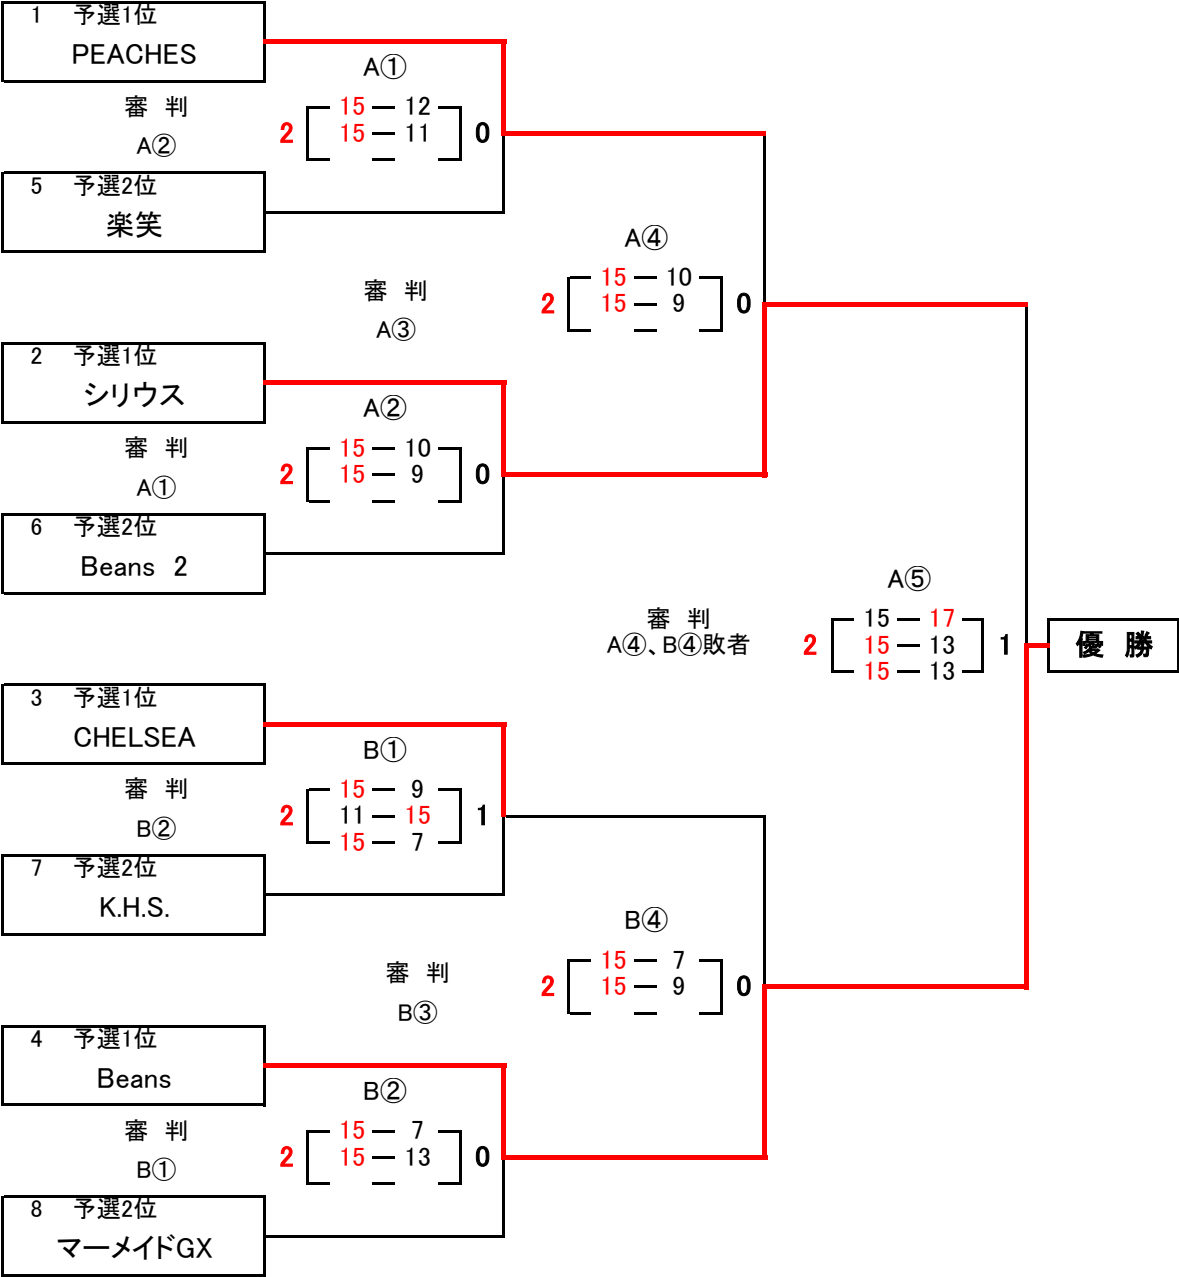 1 予選1位
PEACHES
審 判
A②
5 予選2位
楽笑
A①
2 15 ― 12 0
15 ― 11
―
審 判
A③
2 予選1位
シリウス
審 判
A①
6 予選2位
Beans 2
A②
2 15 ― 10 0
15 ― 9
―
A④
2 15 ― 10 0
15 ― 9
―
審 判
A④、B④敗者
A⑤
15 ― 17
2 15 ― 13 1
15 ― 13
優 勝
3 予選1位
CHELSEA
審 判
B②
7 予選2位
K.H.S.
B①
15 ― 9
2 11 ― 15 1
15 ― 7
審 判
B③
B④
15 ― 7
2 15 ― 9 0
―
4 予選1位
Beans
審 判
B①
8 予選2位
マーメイドGX
B②
15 ― 7
2 15 ― 13 0
―